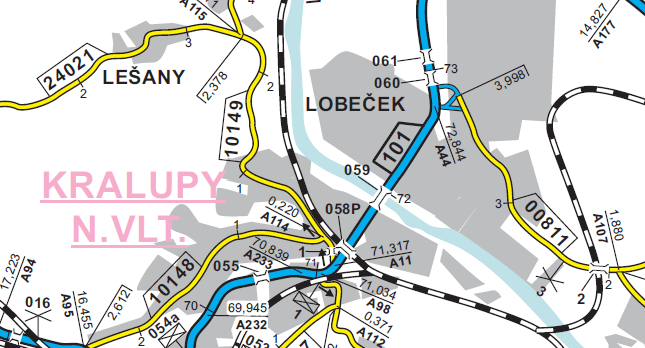 A115
14,827
A177
24021
3
LEŠANY
2
2,378
2
061
060
73
3,998
LOBEČEK
10149
101
72,844
A44
KRALUPY
N.VLT.
1
059
72
3
00811
0,220
A114
058P
1
70,839
A233
1
71
71,317
A11
1,880
A107
17,223
A94
055
10148
2,612
16,455
A95
016
70
69,945
A232
71,034
A98
0,371
A112
1
054a
2
053
3
2
2